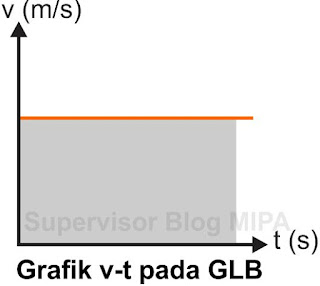 v (m/s)
Supervisor Blog MIPA
t (s)
Grafik v-t pada GLB